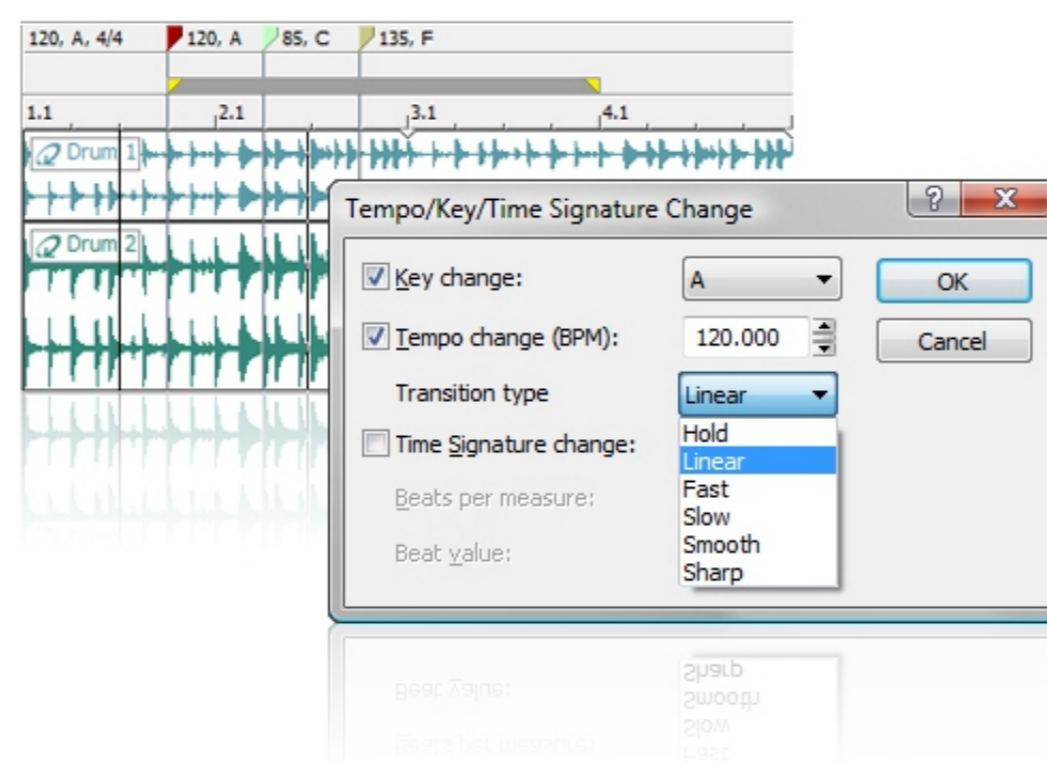 120, A, 4/4 120, A 85, C 135, F
1.1 2.1 3.1 4.1
Drum 1
Drum 2
Tempo/Key/Time Signature Change ? X
Key change: A OK
Tempo change (BPM): 120.000 Cancel
Transition type Linear
Hold
Time Signature change:
Linear
Fast
Beats per measure:
Slow
Smooth
Beat value:
Sharp